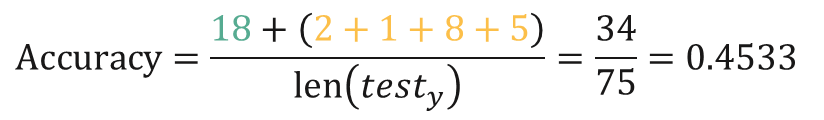 Accuracy = 18 + (2 + 1 + 8 + 5) / len(test_y) = 34 / 75 = 0.4533